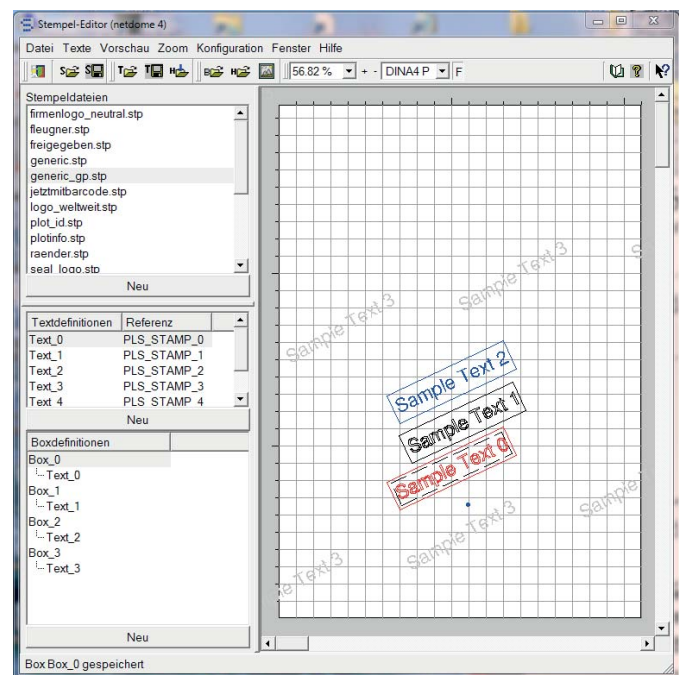 Stempel-Editor (netdome 4)
Datei Texte Vorschau Zoom Konfiguration Fenster Hilfe
S S T T H B H 56.82 % + - DINA4 P F
Stempeldateien
firmenlogo_neutral.stp
fleugner.stp
freigegeben.stp
generic.stp
generic_gp.stp
jetztmitbarcode.stp
logo_weltweit.stp
plot_id.stp
plotinfo.stp
raender.stp
seal_logo.stp
Neu
Textdefinitionen Referenz
Text_0 PLS_STAMP_0
Text_1 PLS_STAMP_1
Text_2 PLS_STAMP_2
Text_3 PLS_STAMP_3
Text_4 PLS_STAMP_4
Neu
Boxdefinitionen
Box_0
Text_0
Box_1
Text_1
Box_2
Text_2
Box_3
Text_3
Neu
Sample Text 3
Sample Text 3
S
Sample Text 2
Sample Text 1
Sample Text 0
Sample
Sample Text 3
le Text 3
Box Box_0 gespeichert